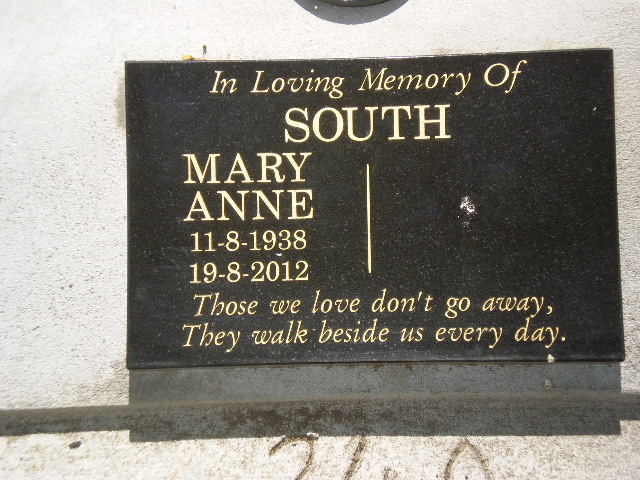 In Loving Memory Of
SOUTH
MARY
ANNE
11-8-1938
19-8-2012
Those we love don't go away,
They walk beside us every day.